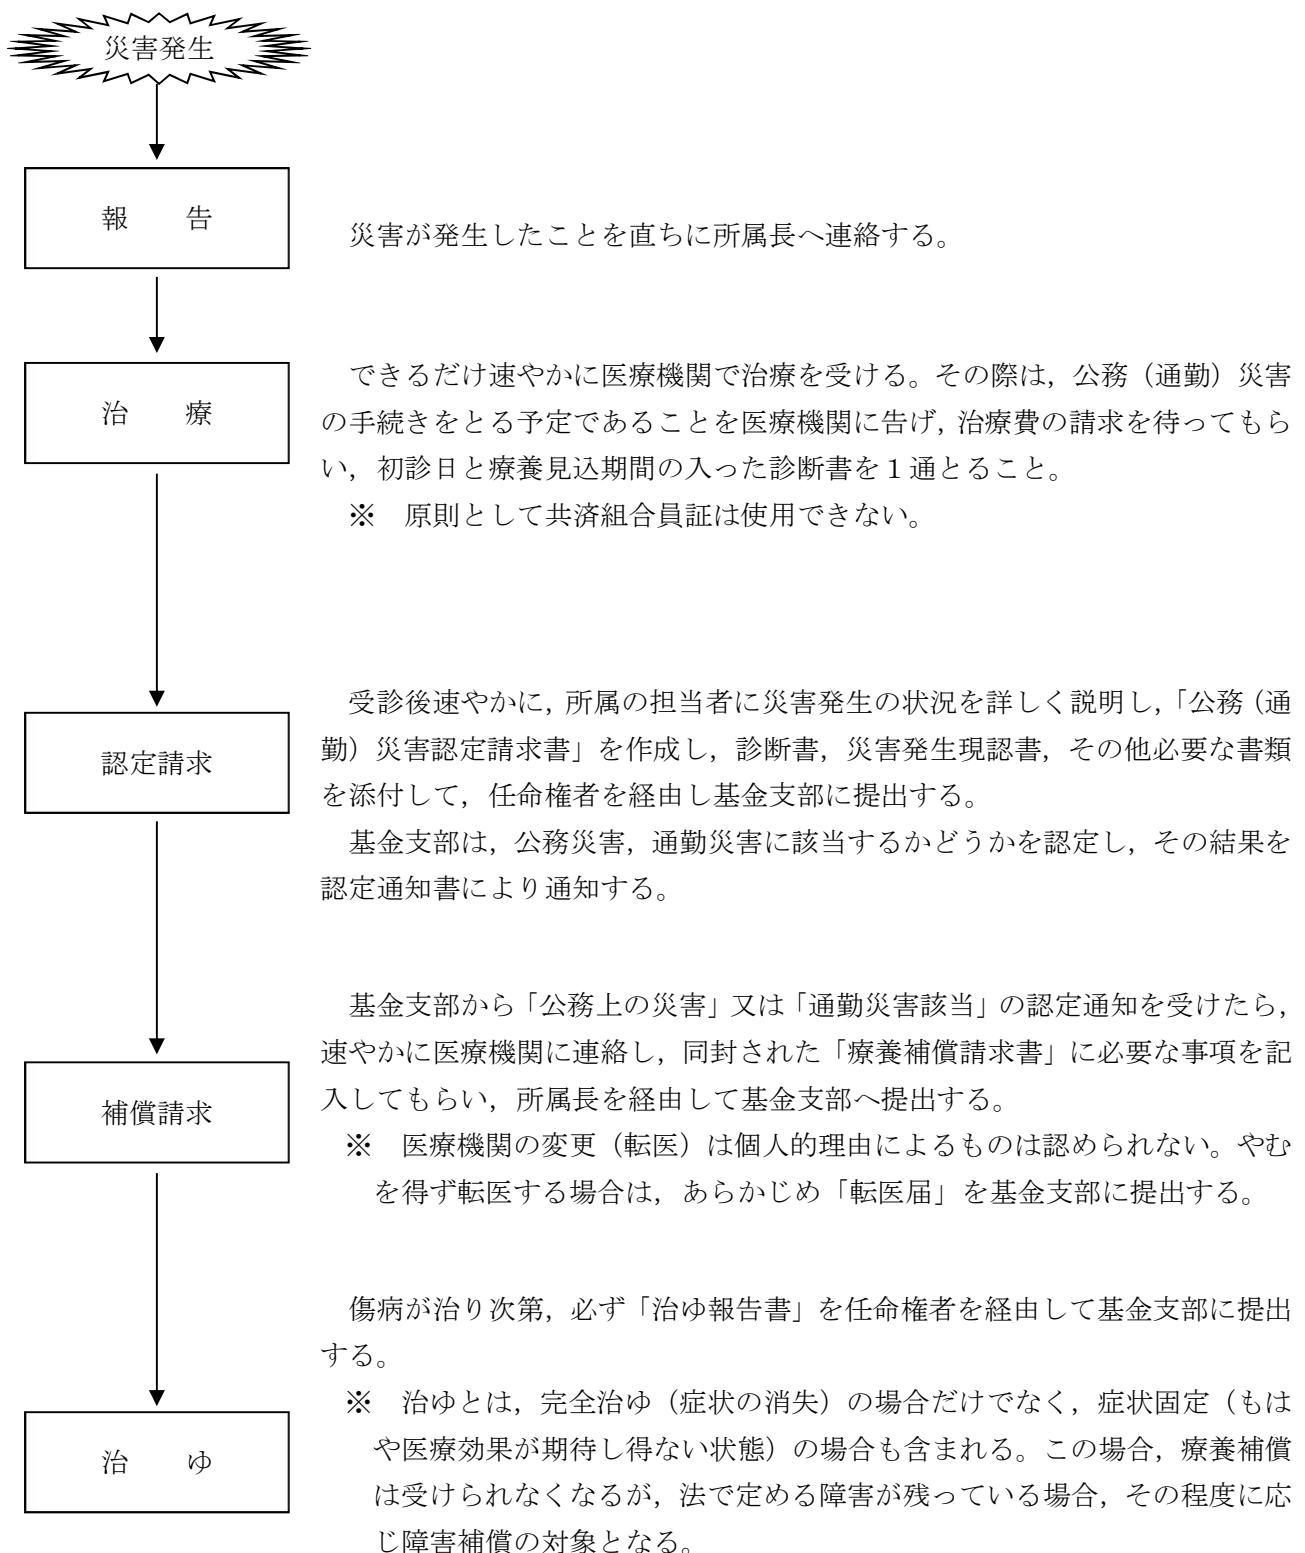 災害発生
報　　告
災害が発生したことを直ちに所属長へ連絡する。
治　　療
できるだけ速やかに医療機関で治療を受ける。その際は，公務（通勤）災害
の手続きをとる予定であることを医療機関に告げ，治療費の請求を待ってもら
い，初診日と療養見込期間の入った診断書を１通とること。
※　原則として共済組合員証は使用できない。
認定請求
受診後速やかに，所属の担当者に災害発生の状況を詳しく説明し，「公務（通
勤）災害認定請求書」を作成し，診断書，災害発生現認書，その他必要な書類
を添付して，任命権者を経由し基金支部に提出する。
基金支部は，公務災害，通勤災害に該当するかどうかを認定し，その結果を
認定通知書により通知する。
補償請求
基金支部から「公務上の災害」又は「通勤災害該当」の認定通知を受けたら，
速やかに医療機関に連絡し，同封された「療養補償請求書」に必要な事項を記
入してもらい，所属長を経由して基金支部へ提出する。
※　医療機関の変更（転医）は個人的理由によるものは認められない。やむ
を得ず転医する場合は，あらかじめ「転医届」を基金支部に提出する。
治　　ゆ
傷病が治り次第，必ず「治ゆ報告書」を任命権者を経由して基金支部に提出
する。
※　治ゆとは，完全治ゆ（症状の消失）の場合だけでなく，症状固定（もは
や医療効果が期待し得ない状態）の場合も含まれる。この場合，療養補償
は受けられなくなるが，法で定める障害が残っている場合，その程度に応
じ障害補償の対象となる。